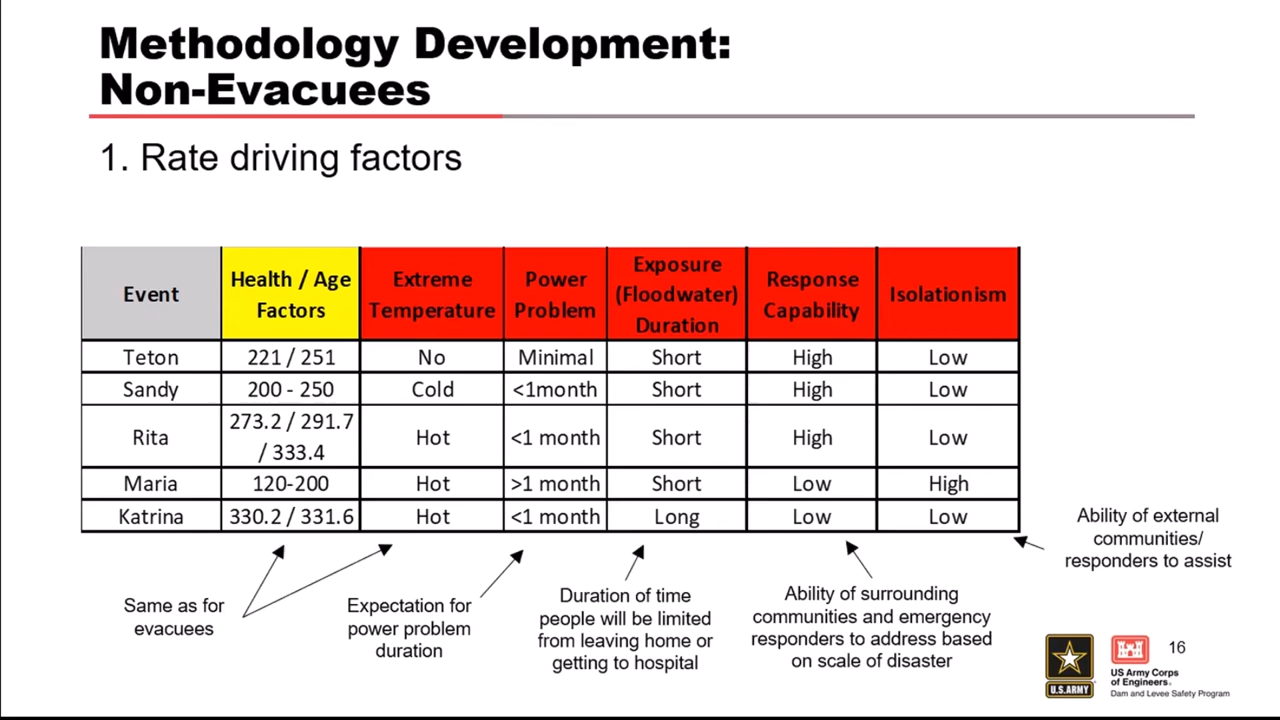 Methodology Development:
Non-Evacuees
1. Rate driving factors
Event
Health / Age
Factors
Extreme
Temperature
Power
Problem
Exposure
(Floodwater)
Duration
Response
Capability
Isolationism
Teton
221 / 251
No
Minimal
Short
High
Low
Sandy
200 - 250
Cold
<1month
Short
High
Low
Rita
273.2 / 291.7
/ 333.4
Hot
<1 month
Short
High
Low
Maria
120-200
Hot
>1 month
Short
Low
High
Katrina
330.2 / 331.6
Hot
<1 month
Long
Low
Low
Same as for
evacuees
Expectation for
power problem
duration
Duration of time
people will be limited
from leaving home or
getting to hospital
Ability of surrounding
communities and emergency
responders to address based
on scale of disaster
Ability of external
communities/
responders to assist
U.S. ARMY
US Army Corps
of Engineers.
Dam and Levee Safety Program
16